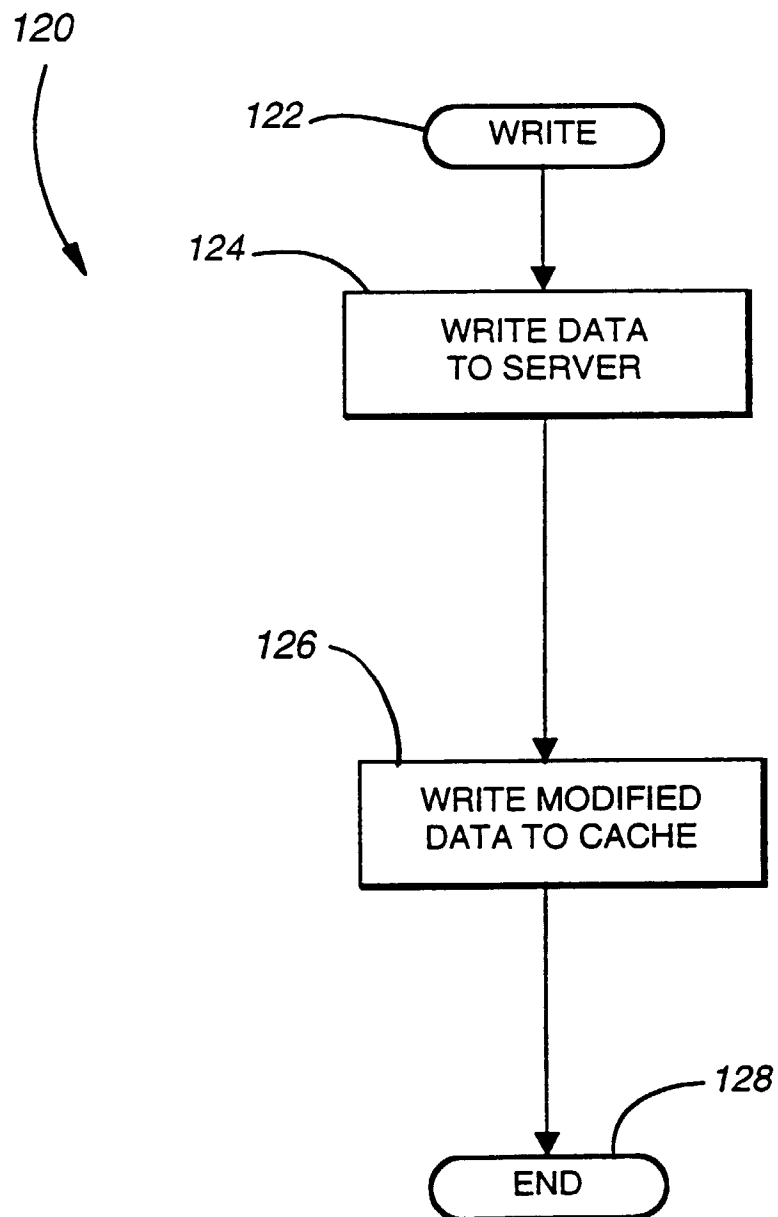 120
122
WRITE
124
WRITE DATA
TO SERVER
126
WRITE MODIFIED
DATA TO CACHE
128
END